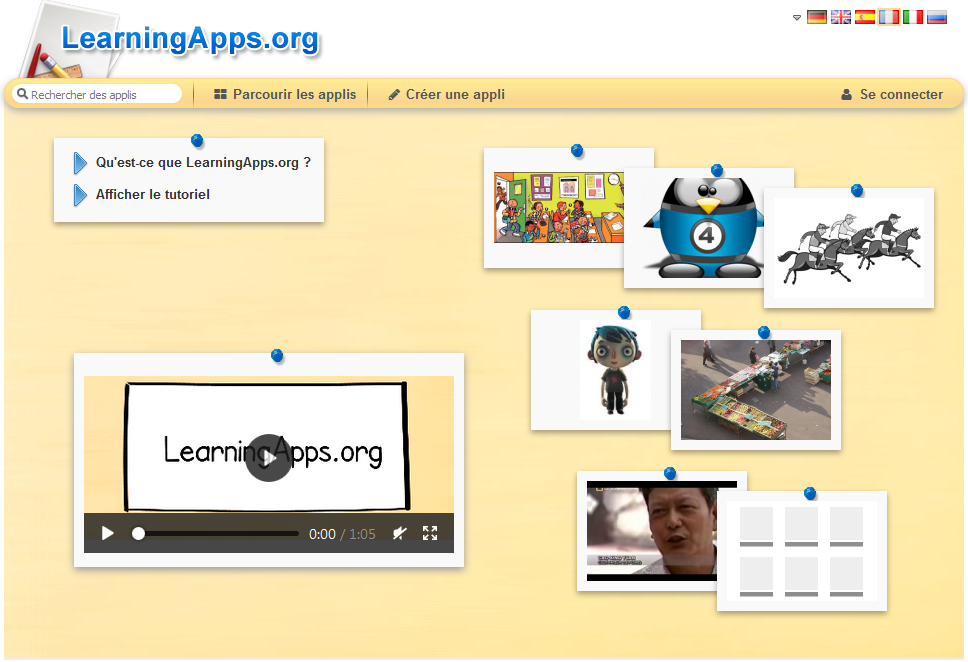 LearningApps.org
Rechercher des applis
Parcourir les applis
Créer une appli
Se connecter
Qu'est-ce que LearningApps.org ?
Afficher le tutoriel
4
LearningApps.org
0:00 / 1:05